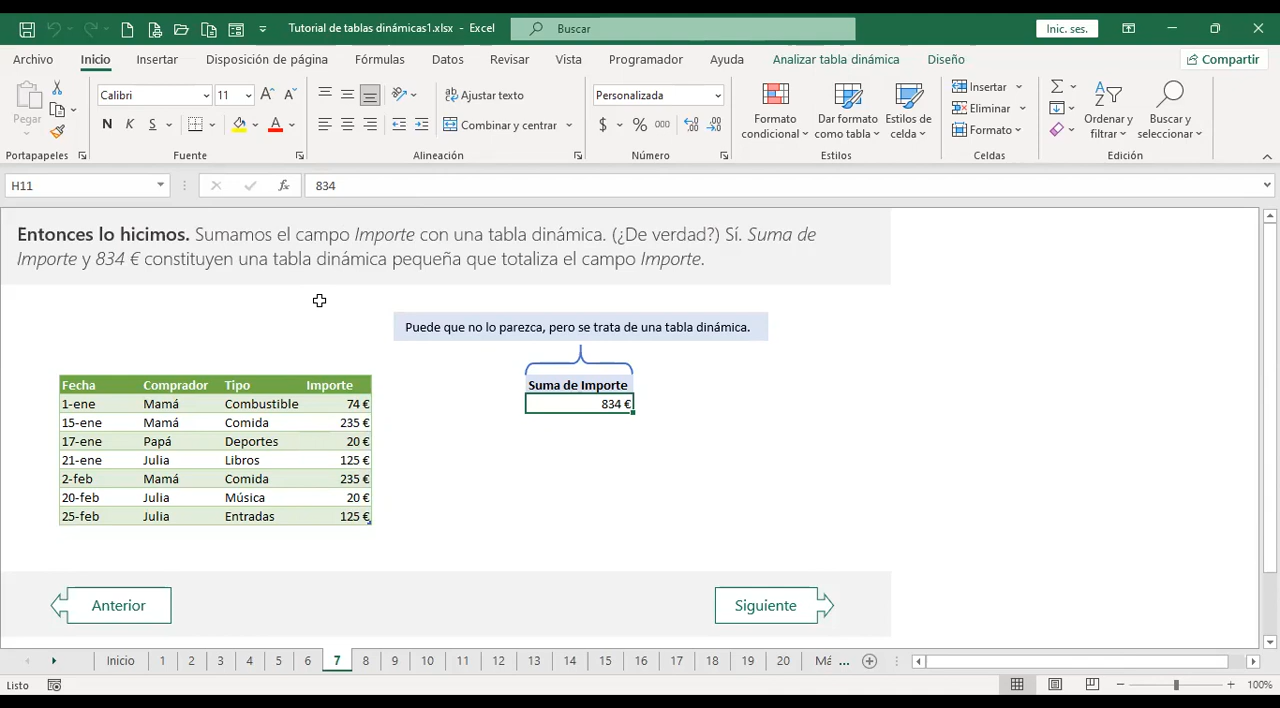 Tutorial de tablas dinámicas1.xlsx - Excel
Buscar
Inic. ses.
Archivo Inicio Insertar Disposición de página Fórmulas Datos Revisar Vista Programador Ayuda Analizar tabla dinámica Diseño Compartir
Pegar
Portapapeles
Calibri 11
N K S
Fuente
Ajustar texto
Combinar y centrar
Alineación
Personalizada
$ % 000
Número
Formato condicional
Dar formato como tabla
Estilos de celda
Estilos
Insertar
Eliminar
Formato
Celdas
Ordenar y filtrar
Buscar y seleccionar
Edición
H11 fx 834
Entonces lo hicimos. Sumamos el campo Importe con una tabla dinámica. (¿De verdad?) Sí. Suma de
Importe y 834 € constituyen una tabla dinámica pequeña que totaliza el campo Importe.
Puede que no lo parezca, pero se trata de una tabla dinámica.
Fecha Comprador Tipo Importe
1-ene Mamá Combustible 74 €
15-ene Mamá Comida 235 €
17-ene Papá Deportes 20 €
21-ene Julia Libros 125 €
2-feb Mamá Comida 235 €
20-feb Julia Música 20 €
25-feb Julia Entradas 125 €
Suma de Importe
834 €
Anterior
Siguiente
Inicio 1 2 3 4 5 6 7 8 9 10 11 12 13 14 15 16 17 18 19 20 Má ...
Listo 100%